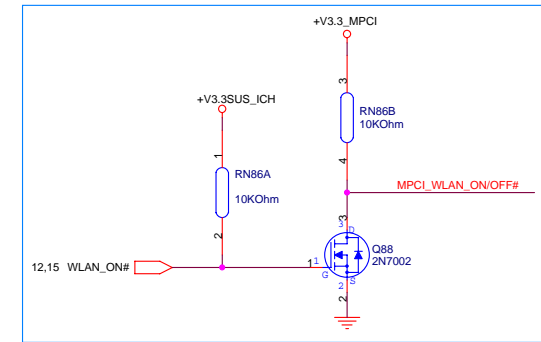 +V3.3_MPCI
3
+V3.3SUS_ICH
RN86B
10KOhm
1
RN86A
4
10KOhm
MPCI_WLAN_ON/OFF#
2
3
3
D
Q88
2N7002
12,15 WLAN_ON#
1
1
G
2
S
2